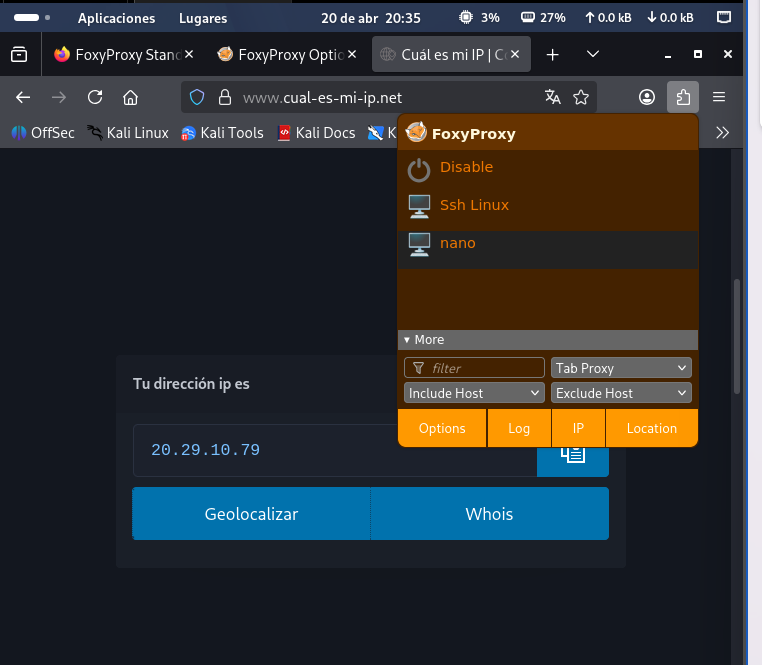 Aplicaciones Lugares 20 de abr 20:35 3% 27% 0.0 kB 0.0 kB
FoxyProxy Stan FoxyProxy Optio Cuál es mi IP | C
www.cual-es-mi-ip.net
OffSec Kali Linux Kali Tools Kali Docs K
FoxyProxy
Disable
Ssh Linux
nano
More
filter Tab Proxy
Include Host Exclude Host
Options Log IP Location
Tu dirección ip es
20.29.10.79
Geolocalizar Whois